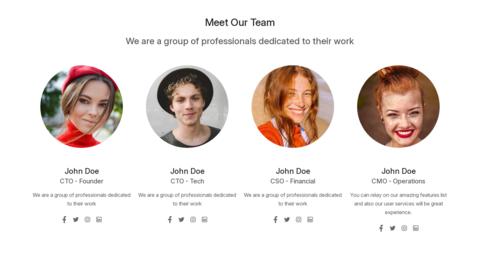 Meet Our Team
We are a group of professionals dedicated to their work
John Doe
CTO - Founder
We are a group of professionals dedicated
to their work
John Doe
CTO - Tech
We are a group of professionals dedicated
to their work
John Doe
CSO - Financial
We are a group of professionals dedicated
to their work
John Doe
CMO - Operations
You can relay on our amazing features list
and also our user services will be great
experience.